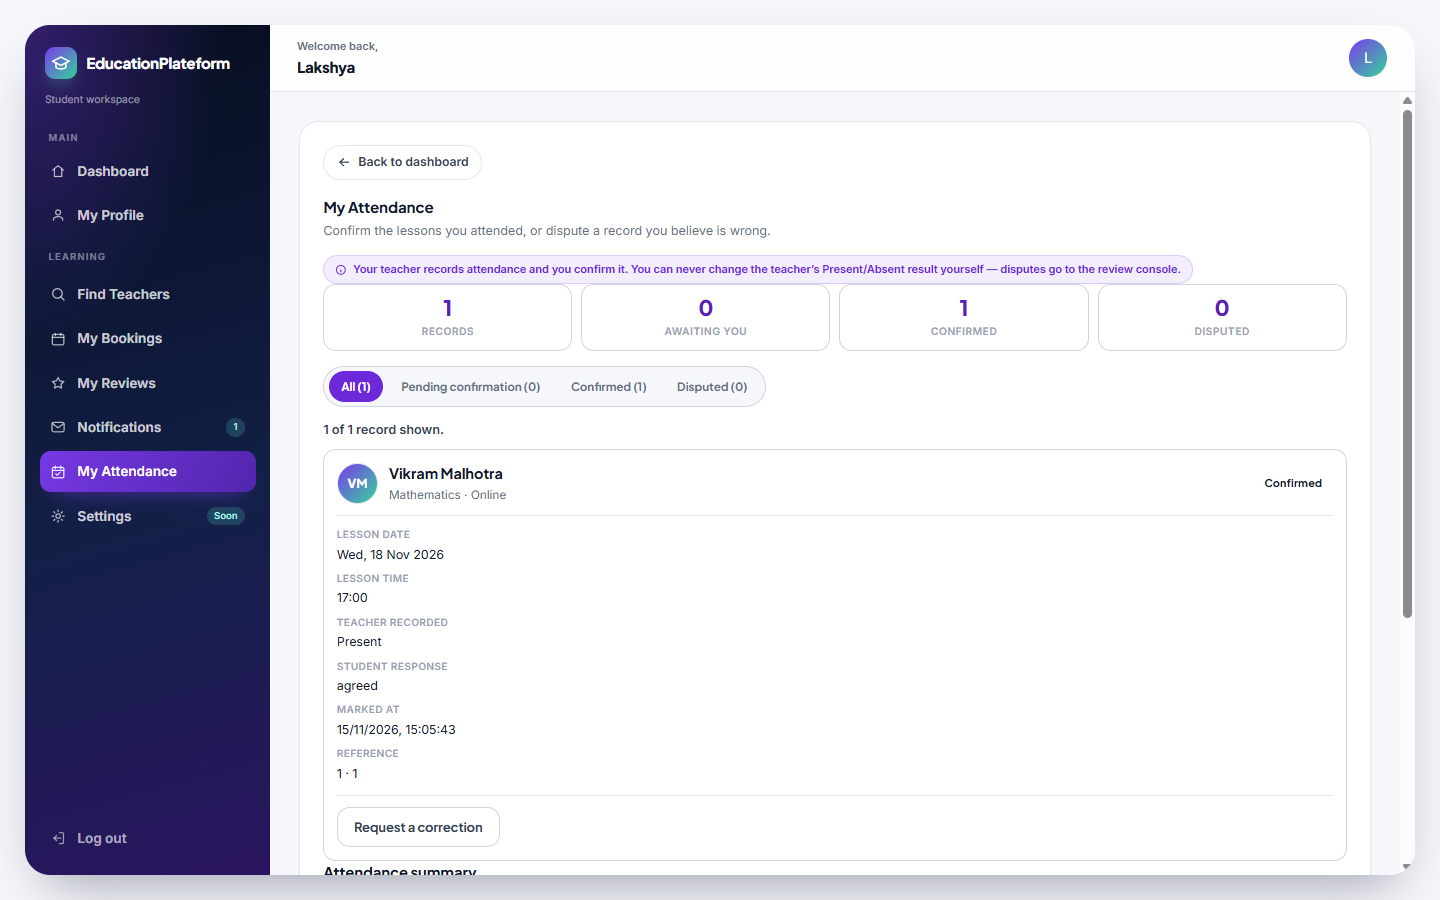 EducationPlateform
Student workspace
MAIN
Dashboard
My Profile
LEARNING
Find Teachers
My Bookings
My Reviews
Notifications 1
My Attendance
Settings Soon
Log out
Welcome back,
Lakshya
L
Back to dashboard
My Attendance
Confirm the lessons you attended, or dispute a record you believe is wrong.
Your teacher records attendance and you confirm it. You can never change the teacher’s Present/Absent result yourself — disputes go to the review console.
1
RECORDS
0
AWAITING YOU
1
CONFIRMED
0
DISPUTED
All (1) Pending confirmation (0) Confirmed (1) Disputed (0)
1 of 1 record shown.
VM
Vikram Malhotra
Mathematics · Online
Confirmed
LESSON DATE
Wed, 18 Nov 2026
LESSON TIME
17:00
TEACHER RECORDED
Present
STUDENT RESPONSE
agreed
MARKED AT
15/11/2026, 15:05:43
REFERENCE
1 · 1
Request a correction
Attendance summary